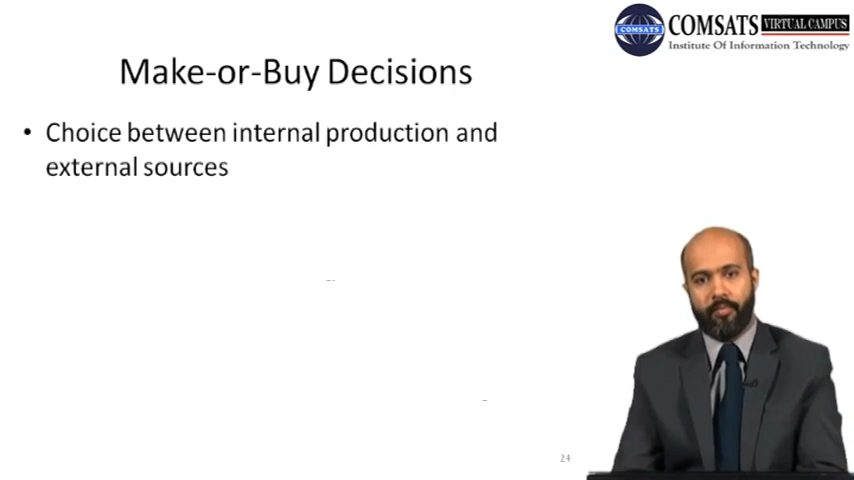 COMSATS VIRTUAL CAMPUS
COMSATS
Institute Of Information Technology
Make-or-Buy Decisions
• Choice between internal production and
external sources
24